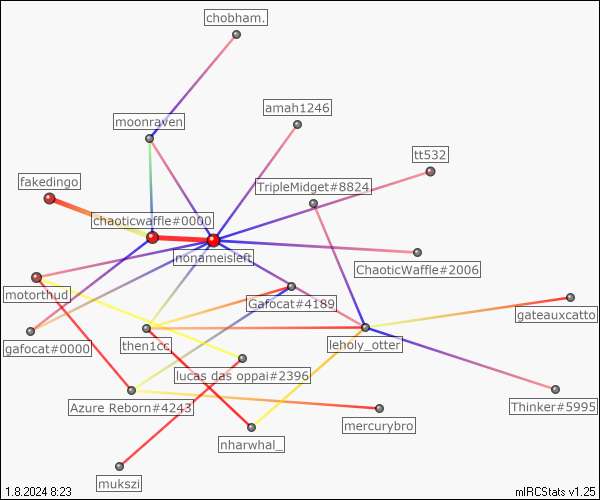 chobham.
amah1246
moonraven
tt532
fakedingo
TripleMidget#8824
chaoticwaffle#0000
nonameisleft
ChaoticWaffle#2006
motorthud
Gafocat#4189
gateauxcatto
gafocat#0000
then1cc
leholy_otter
lucas das oppai#2396
Azure Reborn#4243
Thinker#5995
mercurybro
nharwhal_
mukszi
1.8.2024 8:23
mIRCStats v1.25